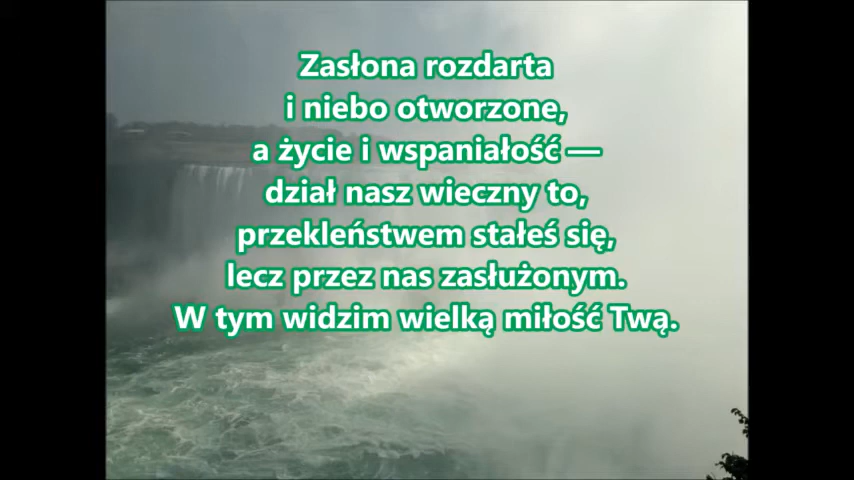 Zasłona rozdarta
i niebo otworzone,
a życie i wspaniałość —
dział nasz wieczny to,
przekleństwem stałeś się,
lecz przez nas zasłużonym.
W tym widzim wielką miłość Twą.